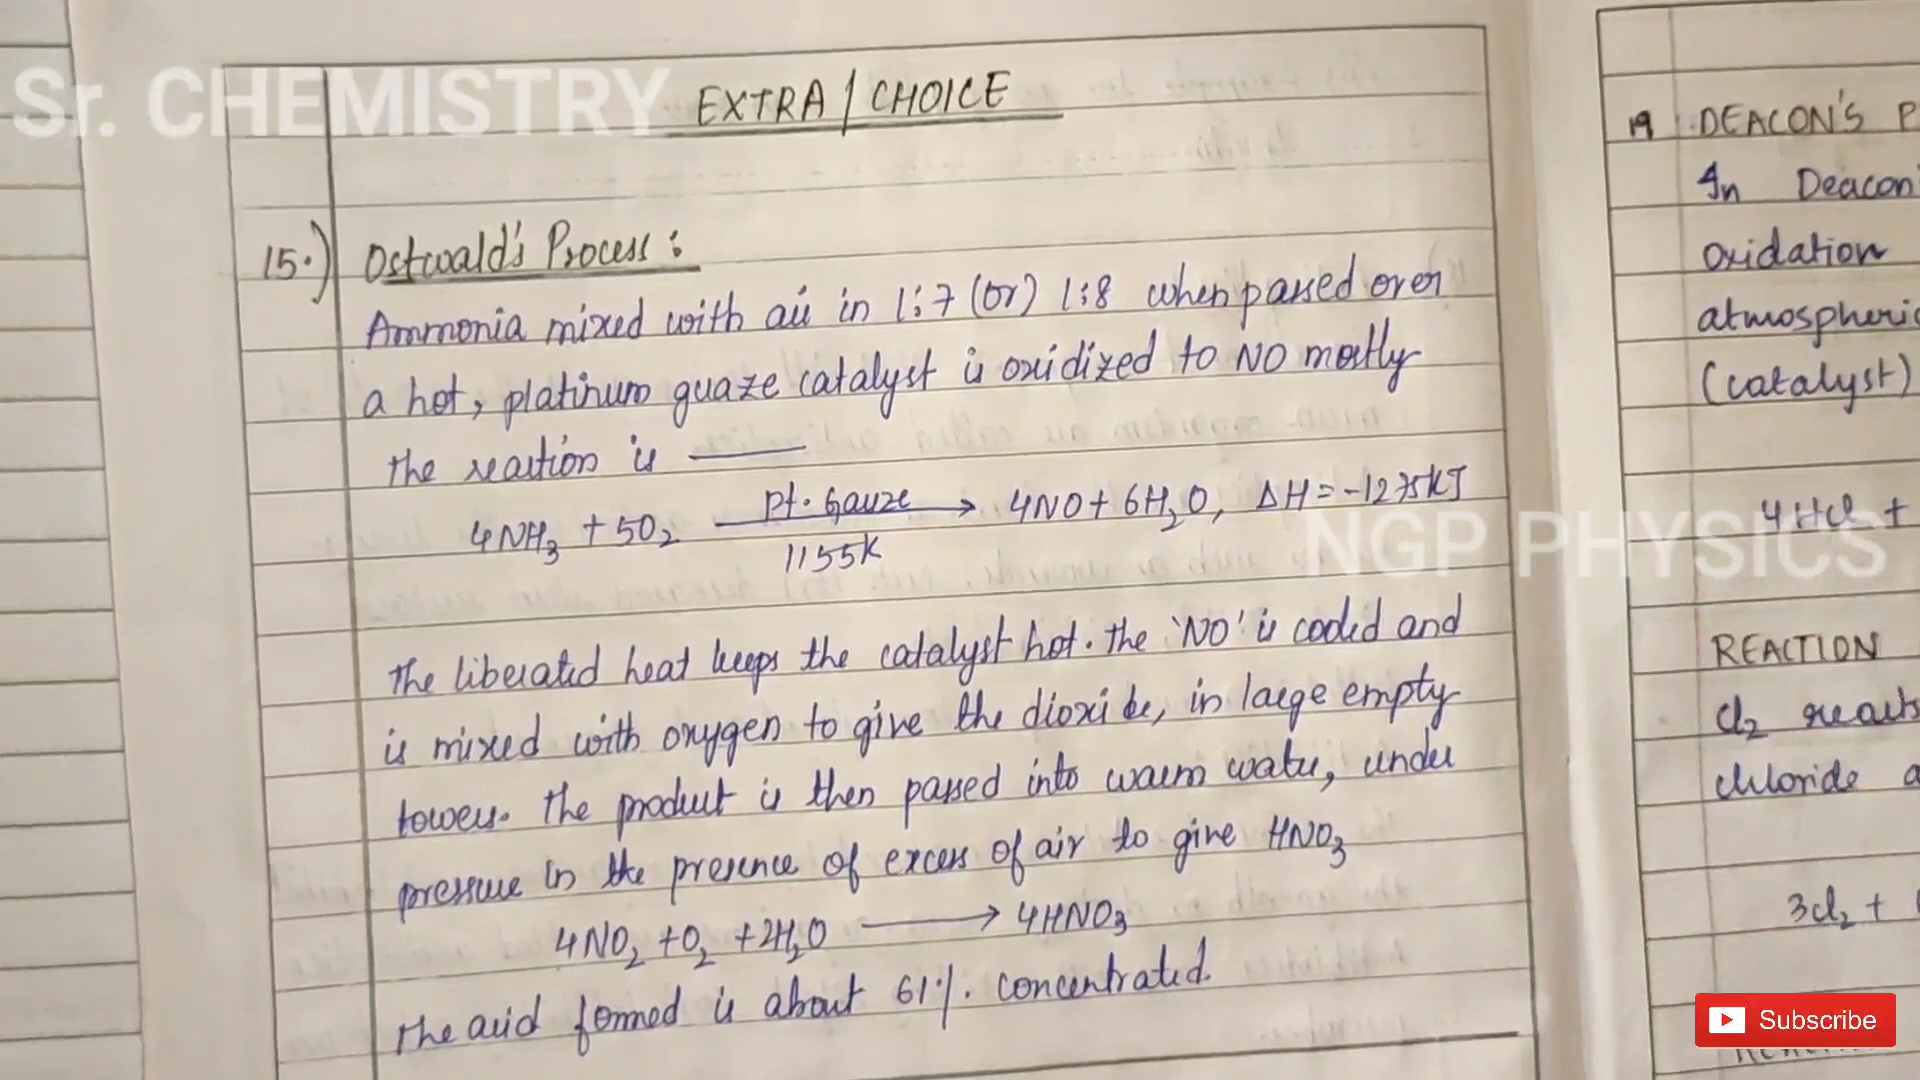 Sr. CHEMISTRY
EXTRA / CHOICE
15.) Ostwald's Process :
Ammonia mixed with air in 1:7 (or) 1:8 when passed over
a hot, platinum guaze catalyst is oxidized to NO mostly
the reaction is ——
4NH₃ + 5O₂ —Pt. Gauze→ 4NO + 6H₂O, ΔH = -1275kJ
1155K
The liberated heat keeps the catalyst hot. the 'NO' is cooled and
is mixed with oxygen to give the dioxide, in large empty
towers. The product is then passed into warm water, under
pressure in the presence of excess of air to give HNO₃
4NO₂ + O₂ + 2H₂O ⟶ 4HNO₃
The acid formed is about 61%. concentrated.
19 DEACON'S P
In Deacon'
oxidation
atmospheric
(catalyst)
4HCl +
NGP PHYSICS
REACTION
Cl₂ reacts
chloride a
3Cl₂ +
Subscribe